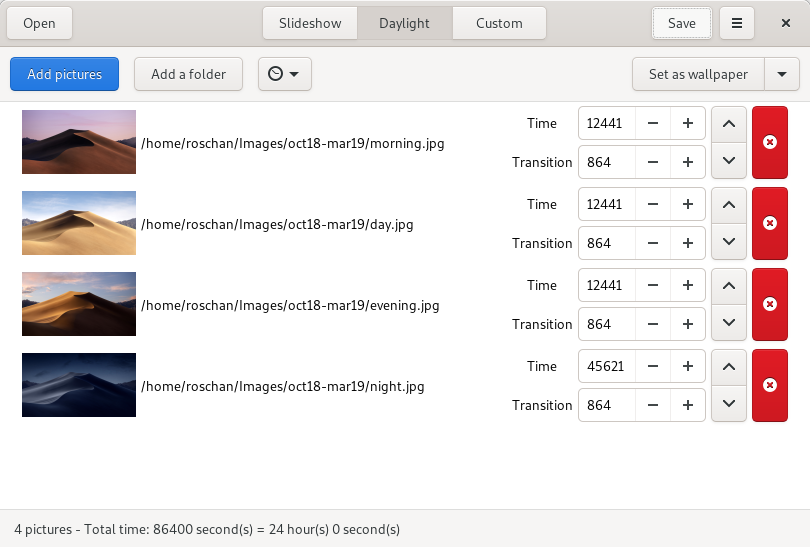 Open Slideshow Daylight Custom Save
Add pictures Add a folder Set as wallpaper
Time 12441
/home/roschan/Images/oct18-mar19/morning.jpg
Transition 864
Time 12441
/home/roschan/Images/oct18-mar19/day.jpg
Transition 864
Time 12441
/home/roschan/Images/oct18-mar19/evening.jpg
Transition 864
Time 45621
/home/roschan/Images/oct18-mar19/night.jpg
Transition 864
4 pictures - Total time: 86400 second(s) = 24 hour(s) 0 second(s)